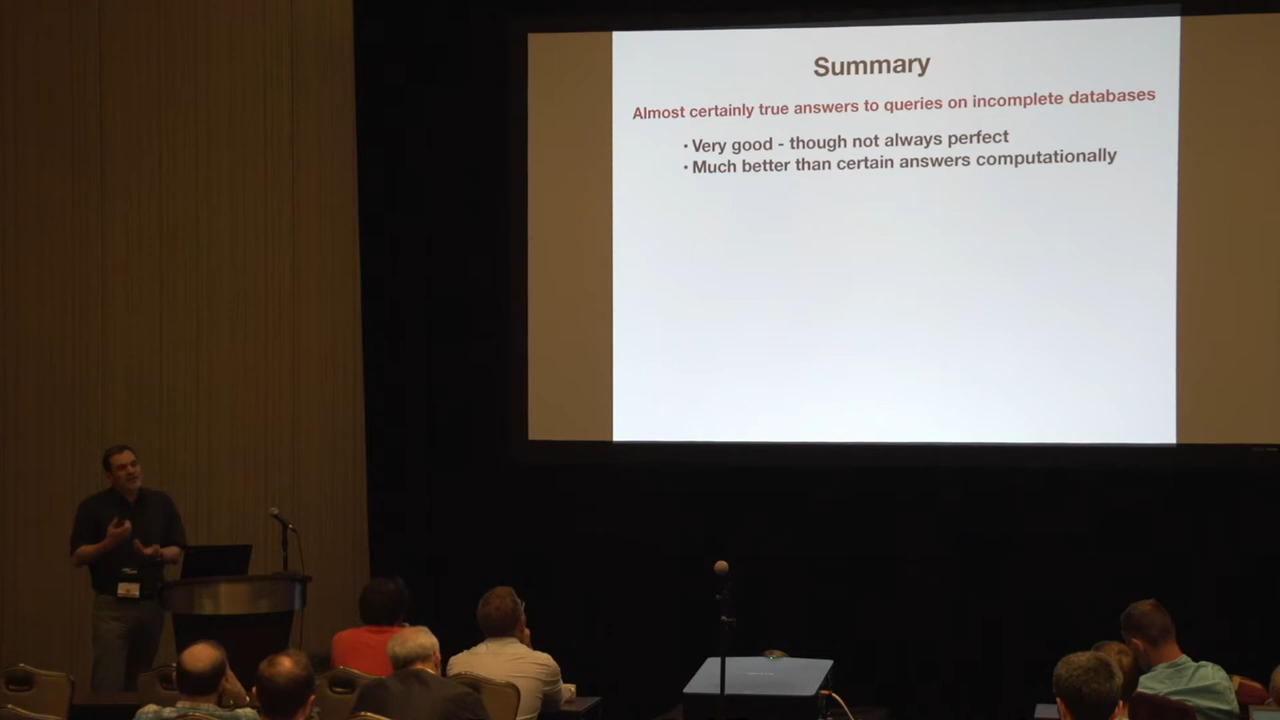 Summary
Almost certainly true answers to queries on incomplete databases
• Very good - though not always perfect
• Much better than certain answers computationally